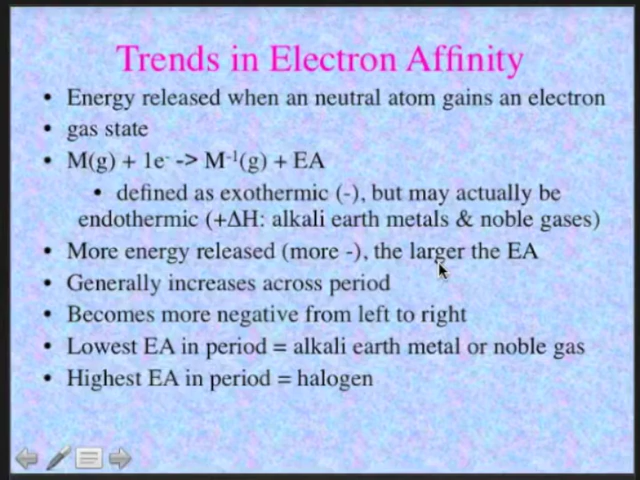 Trends in Electron Affinity
• Energy released when an neutral atom gains an electron
• gas state
• M(g) + 1e⁻ -> M⁻¹(g) + EA
• defined as exothermic (-), but may actually be
endothermic (+ΔH: alkali earth metals & noble gases)
• More energy released (more -), the larger the EA
• Generally increases across period
• Becomes more negative from left to right
• Lowest EA in period = alkali earth metal or noble gas
• Highest EA in period = halogen